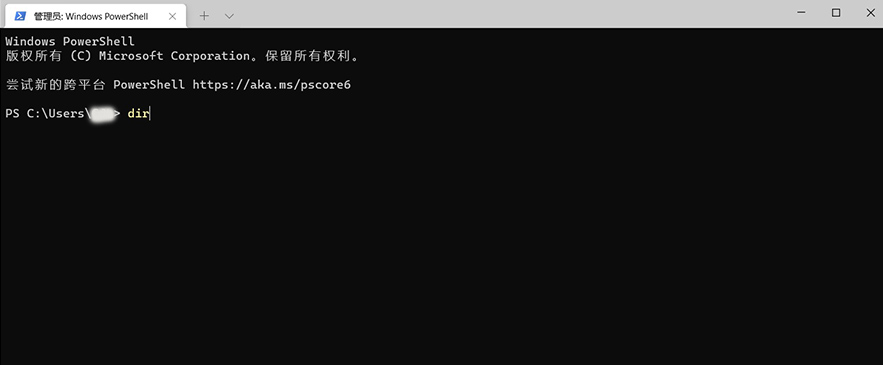 管理员: Windows PowerShell
Windows PowerShell
版权所有 (C) Microsoft Corporation。保留所有权利。
尝试新的跨平台 PowerShell https://aka.ms/pscore6
PS C:\Users\> dir